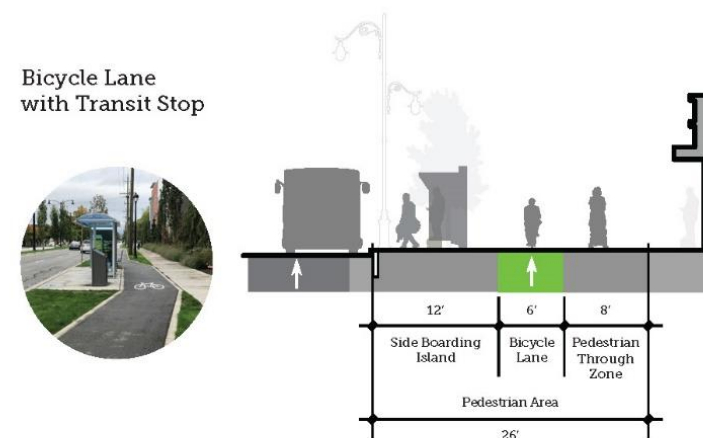 Bicycle Lane
with Transit Stop
12' 6' 8'
Side Boarding
Island
Bicycle
Lane
Pedestrian
Through
Zone
Pedestrian Area
26'